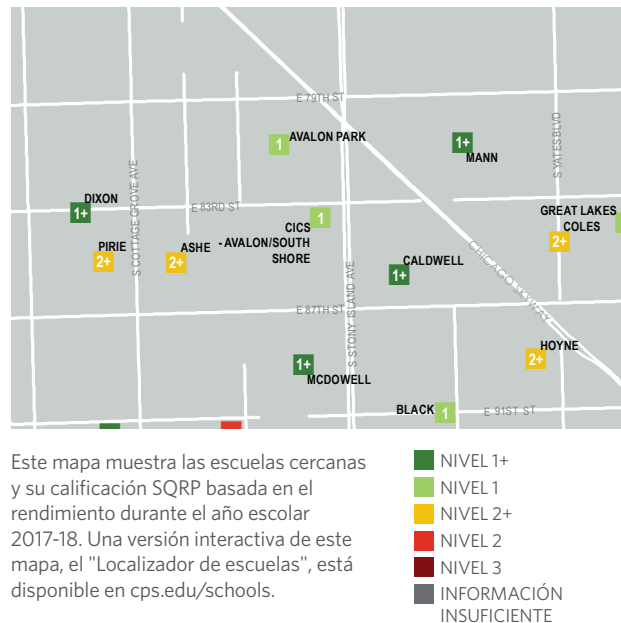 E 79TH ST
1 AVALON PARK
1+
MANN
S YATES BLVD
DIXON
1+
E 83RD ST
1
CICS
- AVALON/SOUTH
SHORE
GREAT LAKES
COLES
2+
S COTTAGE GROVE AVE
PIRIE
2+
ASHE
2+
CALDWELL
1+
CHICAGO SKYWAY
E 87TH ST
S STONY ISLAND AVE
HOYNE
2+
1+
MCDOWELL
BLACK 1
E 91ST ST
Este mapa muestra las escuelas cercanas
y su calificación SQRP basada en el
rendimiento durante el año escolar
2017-18. Una versión interactiva de este
mapa, el "Localizador de escuelas", está
disponible en cps.edu/schools.
NIVEL 1+
NIVEL 1
NIVEL 2+
NIVEL 2
NIVEL 3
INFORMACIÓN
INSUFICIENTE